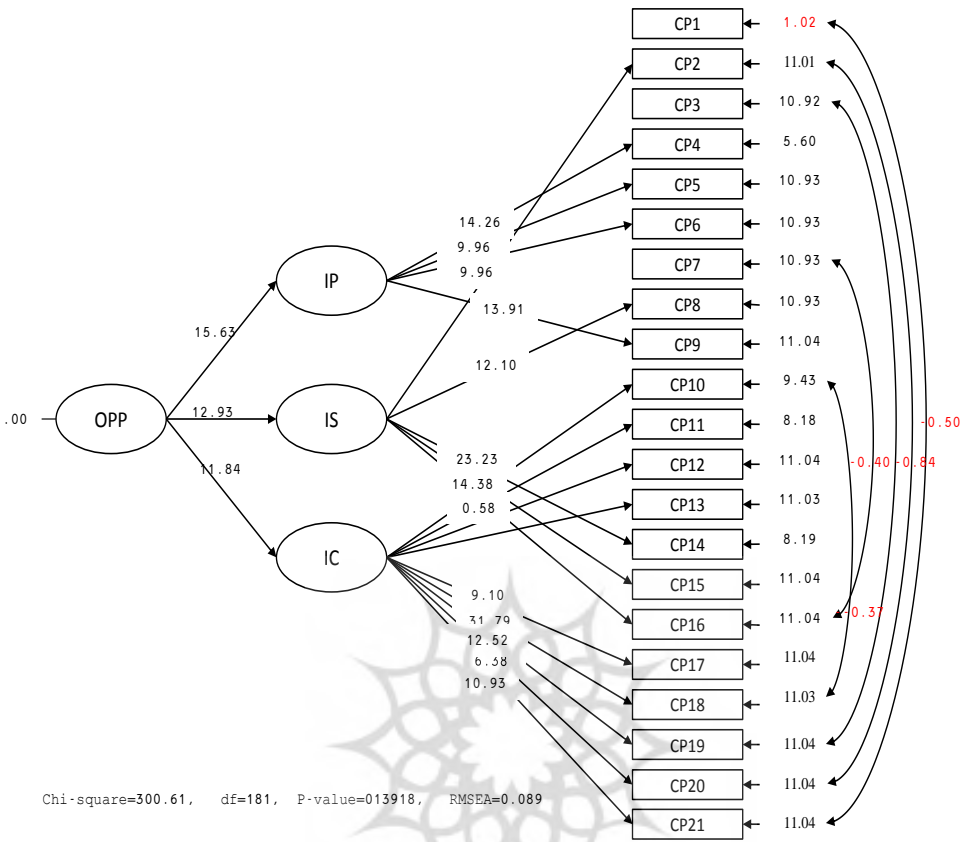 CP1 1.02
CP2 11.01
CP3 10.92
CP4 5.60
CP5 10.93
14.26 CP6 10.93
9.96
9.96 CP7 10.93
IP
13.91 CP8 10.93
15.63 CP9 11.04
12.10
CP10 9.43
.00 OPP 12.93 IS CP11 8.18 -0.50
23.23 CP12 11.04 -0.40 -0.84
11.84 14.38
0.58 CP13 11.03
CP14 8.19
IC
CP15 11.04
9.10
31.79 CP16 11.04 -0.37
12.52
6.38 CP17 11.04
10.93
CP18 11.03
CP19 11.04
CP20 11.04
Chi-square=300.61, df=181, P-value=013918, RMSEA=0.089
CP21 11.04